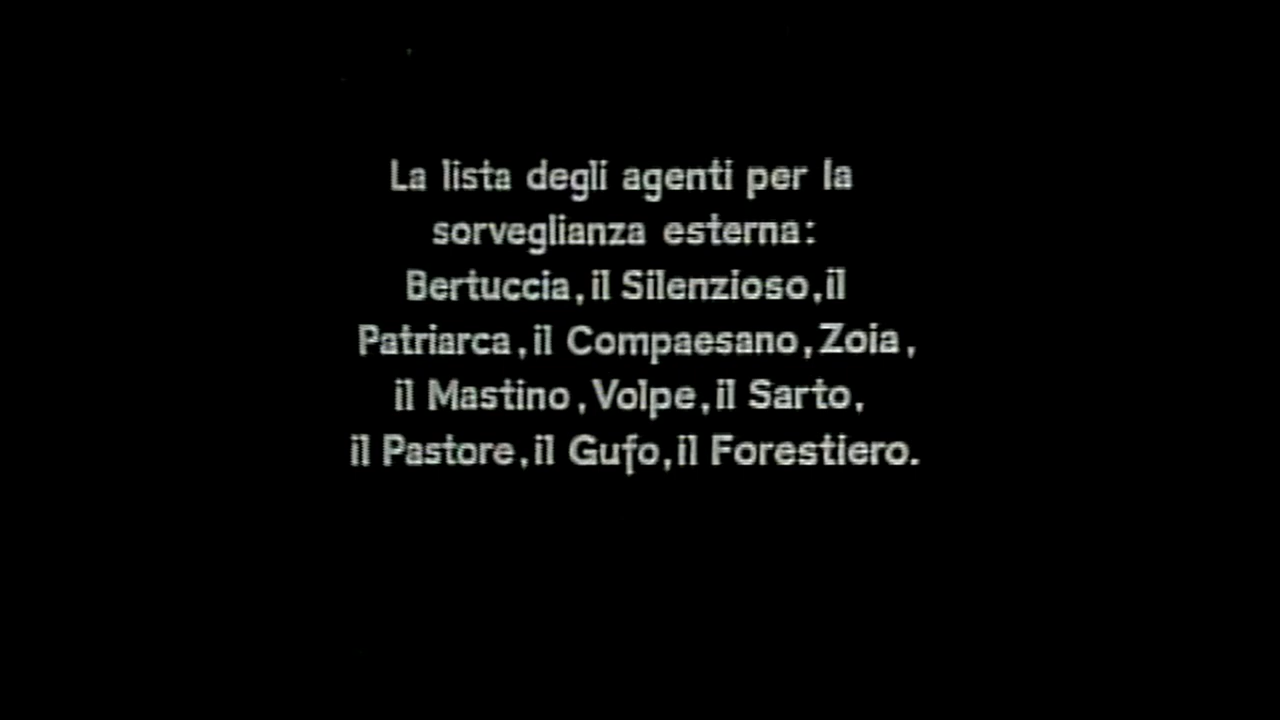 La lista degli agenti per la
sorveglianza esterna:
Bertuccia, il Silenzioso, il
Patriarca, il Compaesano, Zoia,
il Mastino, Volpe, il Sarto,
il Pastore, il Gufo, il Forestiero.